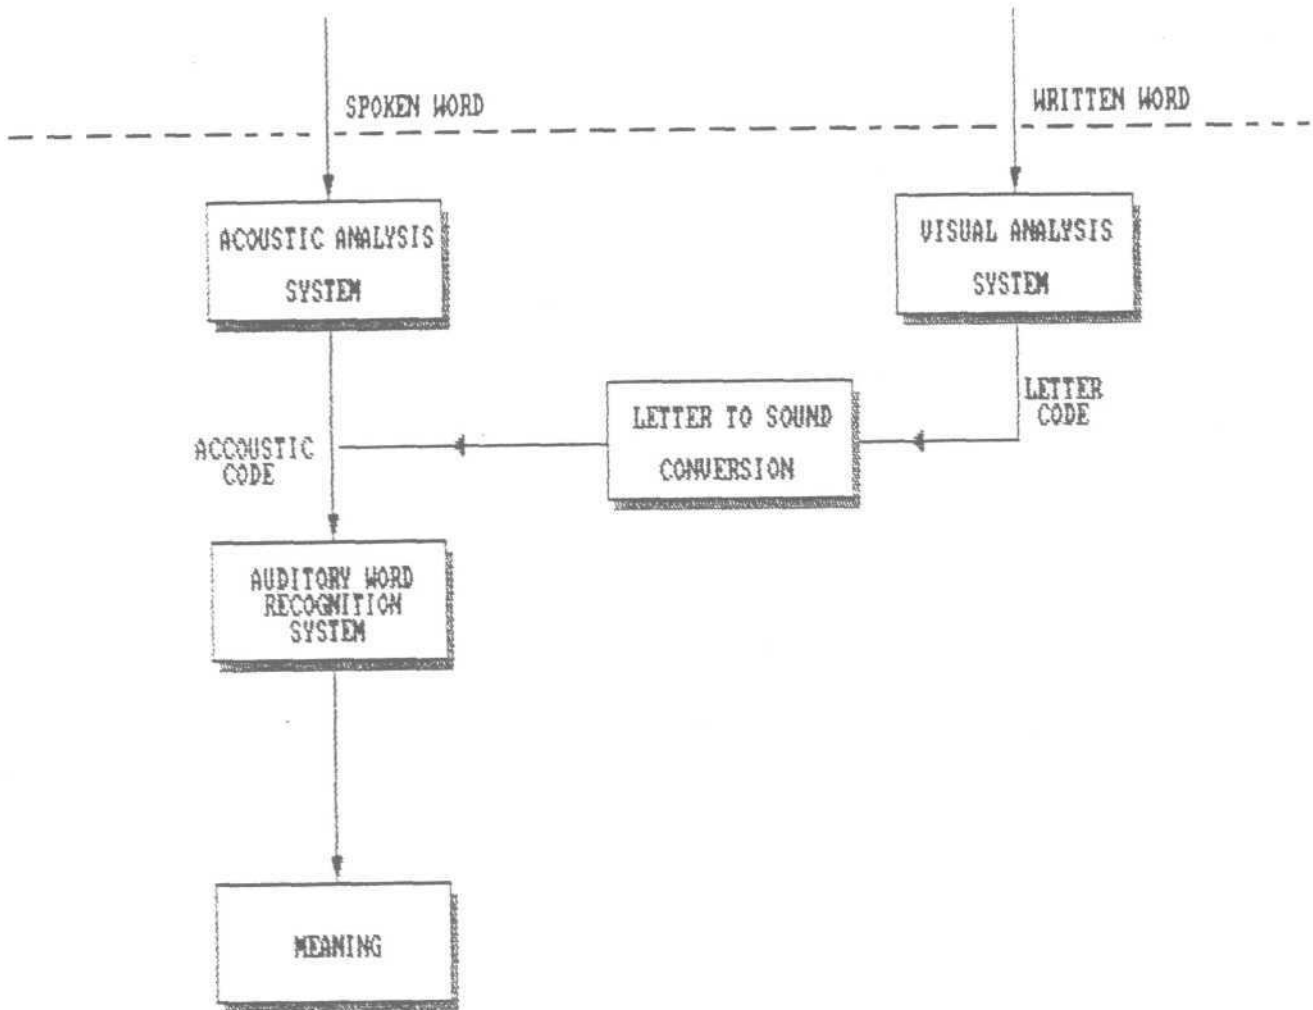 SPOKEN WORD
WRITTEN WORD
ACOUSTIC ANALYSIS
SYSTEM
VISUAL ANALYSIS
SYSTEM
LETTER
CODE
LETTER TO SOUND
CONVERSION
ACCOUSTIC
CODE
AUDITORY WORD
RECOGNITION
SYSTEM
MEANING